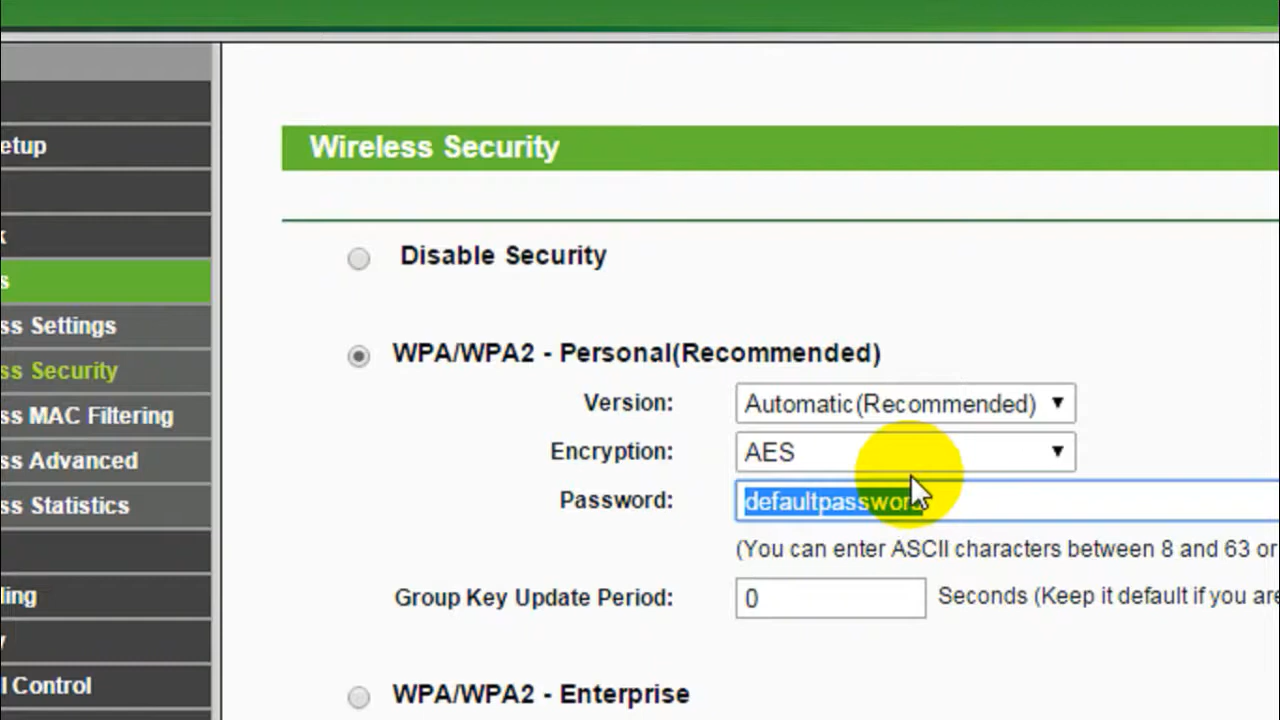 etup
k
s
ss Settings
ss Security
ss MAC Filtering
ss Advanced
ss Statistics
ling
y
l Control
Wireless Security
Disable Security
WPA/WPA2 - Personal(Recommended)
Version: Automatic(Recommended)
Encryption: AES
Password: defaultpassword
(You can enter ASCII characters between 8 and 63 or
Group Key Update Period: 0 Seconds (Keep it default if you are
WPA/WPA2 - Enterprise